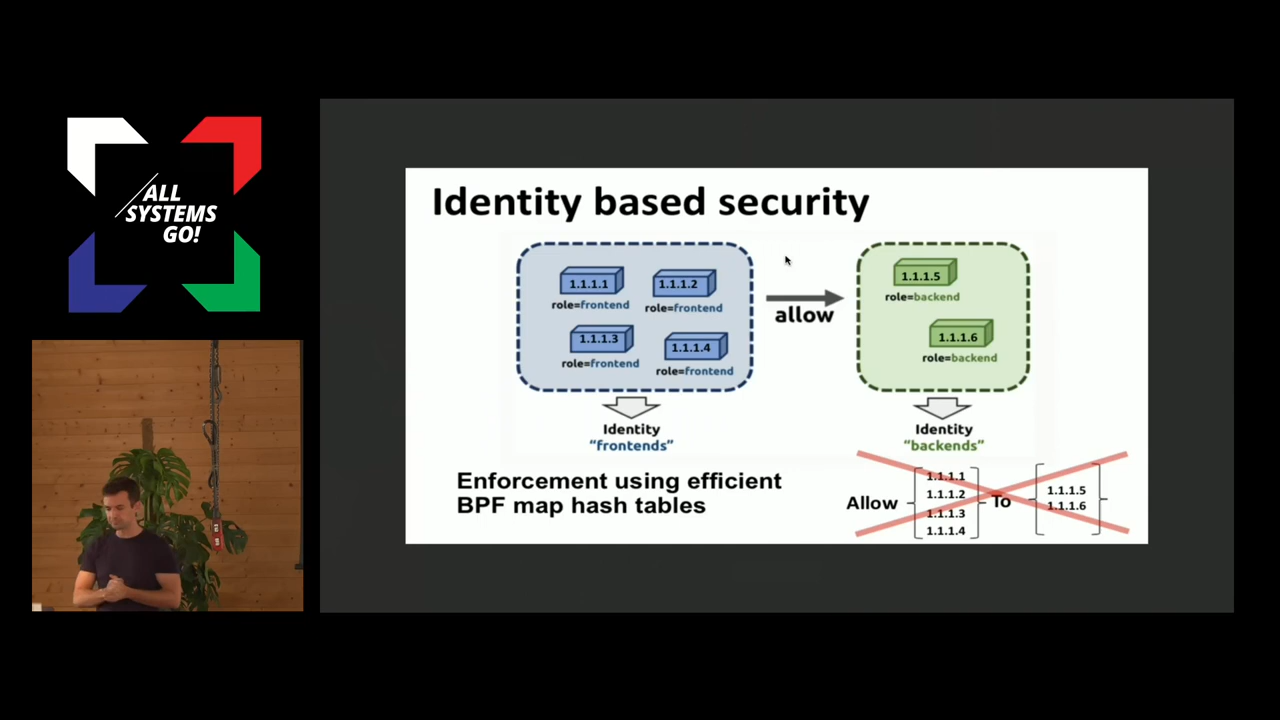 ALL
SYSTEMS
GO!
Identity based security
1.1.1.1
role=frontend
1.1.1.2
role=frontend
1.1.1.3
role=frontend
1.1.1.4
role=frontend
allow
1.1.1.5
role=backend
1.1.1.6
role=backend
Identity
“frontends”
Identity
“backends”
Enforcement using efficient
BPF map hash tables
Allow
1.1.1.1
1.1.1.2
1.1.1.3
1.1.1.4
To
1.1.1.5
1.1.1.6